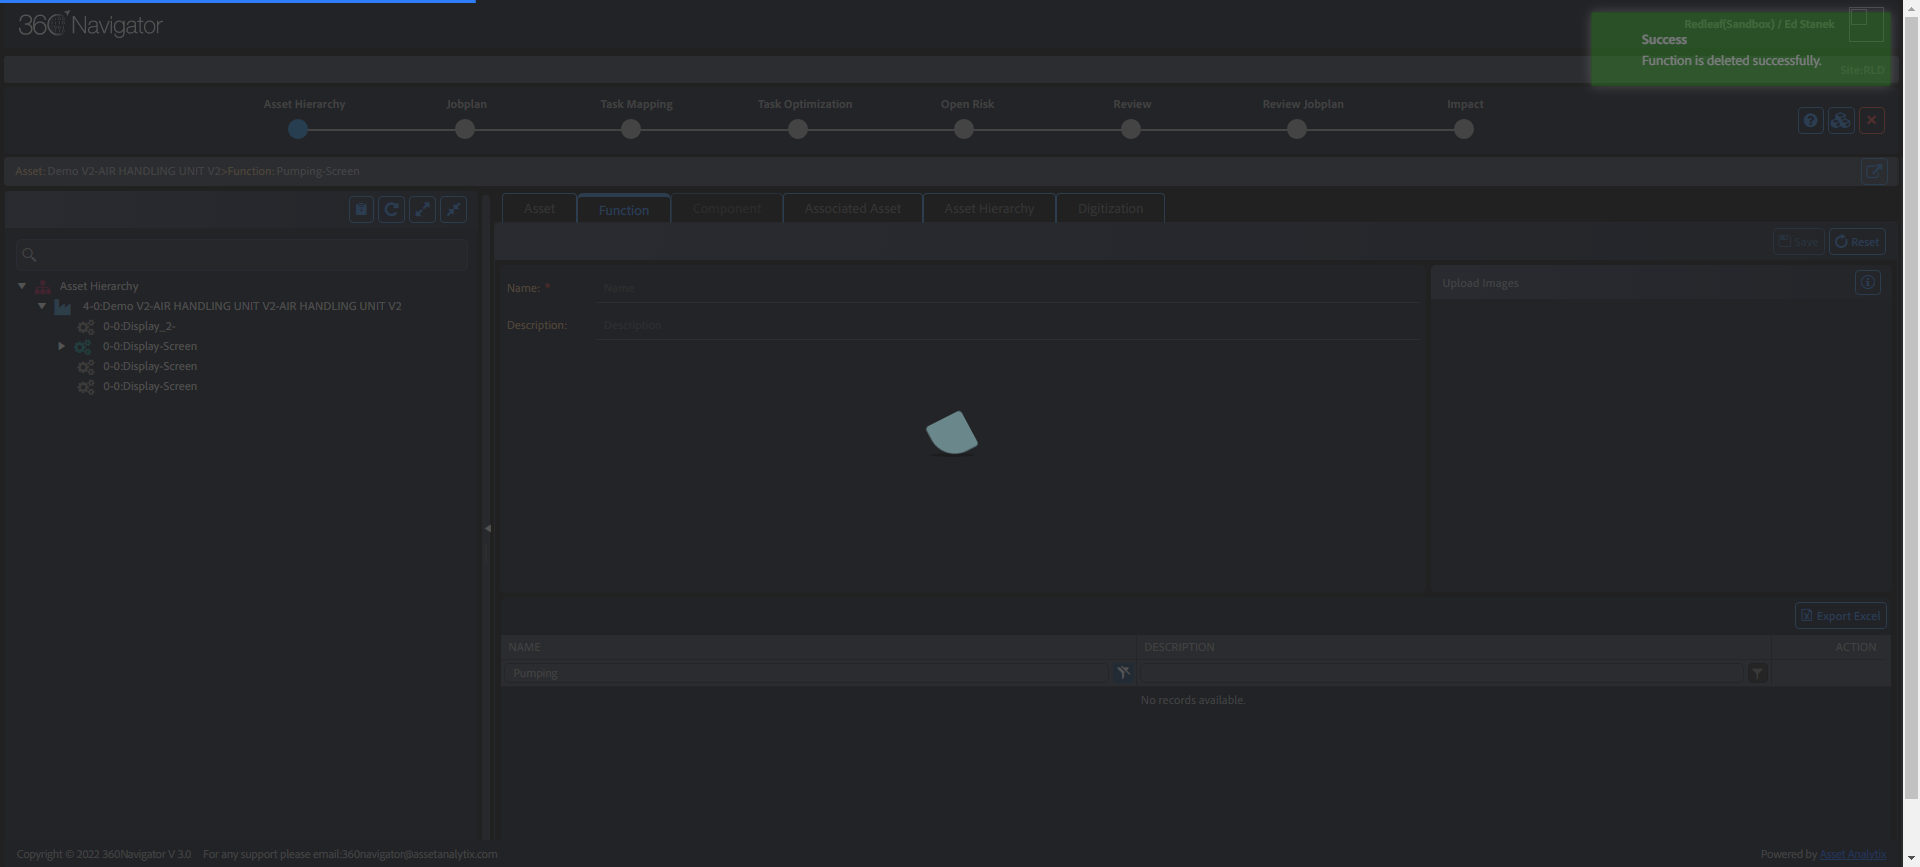 360 Navigator
Redleaf(Sandbox) / Ed Stanek
Success
Function is deleted successfully.
Site:RLD
Asset Hierarchy
Jobplan
Task Mapping
Task Optimization
Open Risk
Review
Review Jobplan
Impact
Asset: Demo V2-AIR HANDLING UNIT V2>Function: Pumping-Screen
Asset
Function
Component
Associated Asset
Asset Hierarchy
Digitization
Save
Reset
Asset Hierarchy
4-0:Demo V2-AIR HANDLING UNIT V2-AIR HANDLING UNIT V2
0-0:Display_2-
0-0:Display-Screen
0-0:Display-Screen
0-0:Display-Screen
Name: *
Name
Description:
Description
Upload Images
Export Excel
NAME
DESCRIPTION
ACTION
Pumping
No records available.
Copyright © 2022 360Navigator V 3.0
For any support please email:360navigator@assetanalytix.com
Powered by Asset Analytix